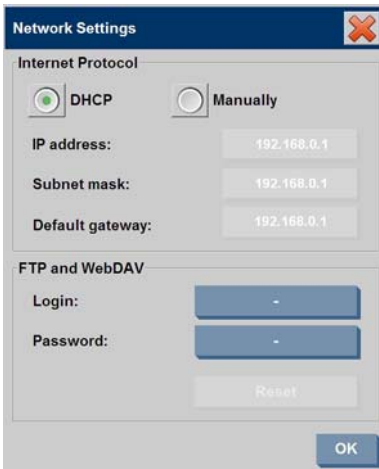 Network Settings
Internet Protocol
DHCP Manually
IP address: 192.168.0.1
Subnet mask: 192.168.0.1
Default gateway: 192.168.0.1
FTP and WebDAV
Login: -
Password: -
Reset
OK